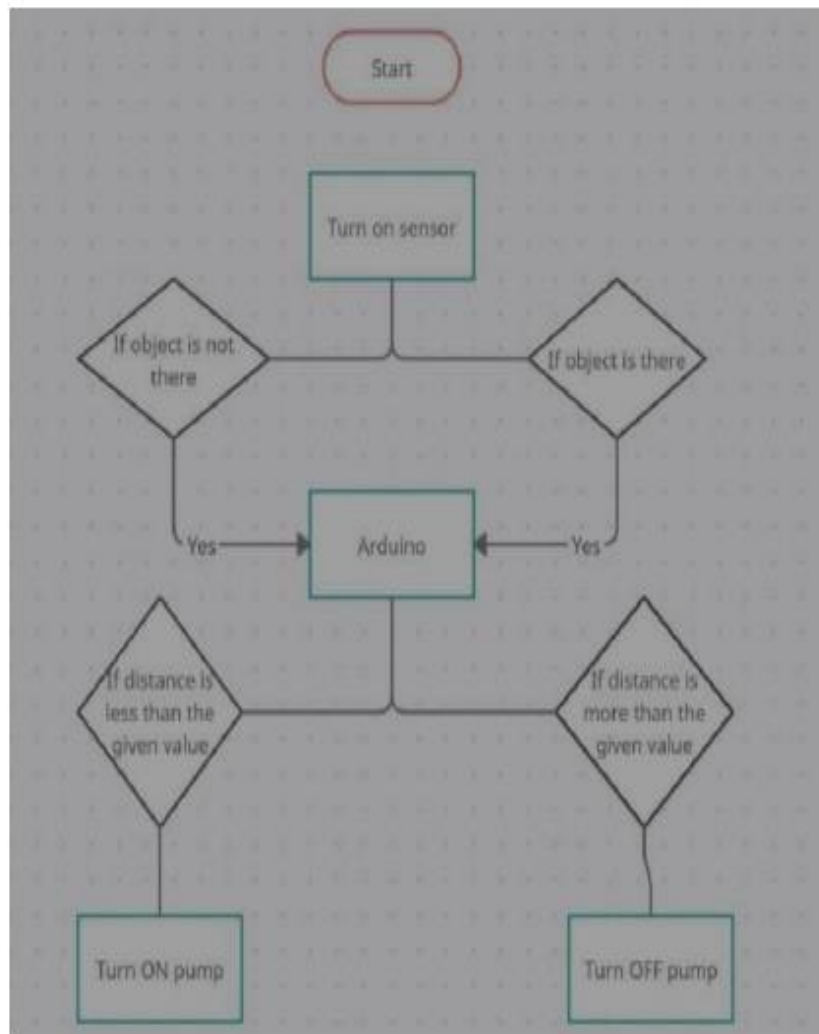 Start
Turn on sensor
If object is not
there
If object is there
Yes
Arduino
Yes
If distance is
less than the
given value
If distance is
more than the
given value
Turn ON pump
Turn OFF pump